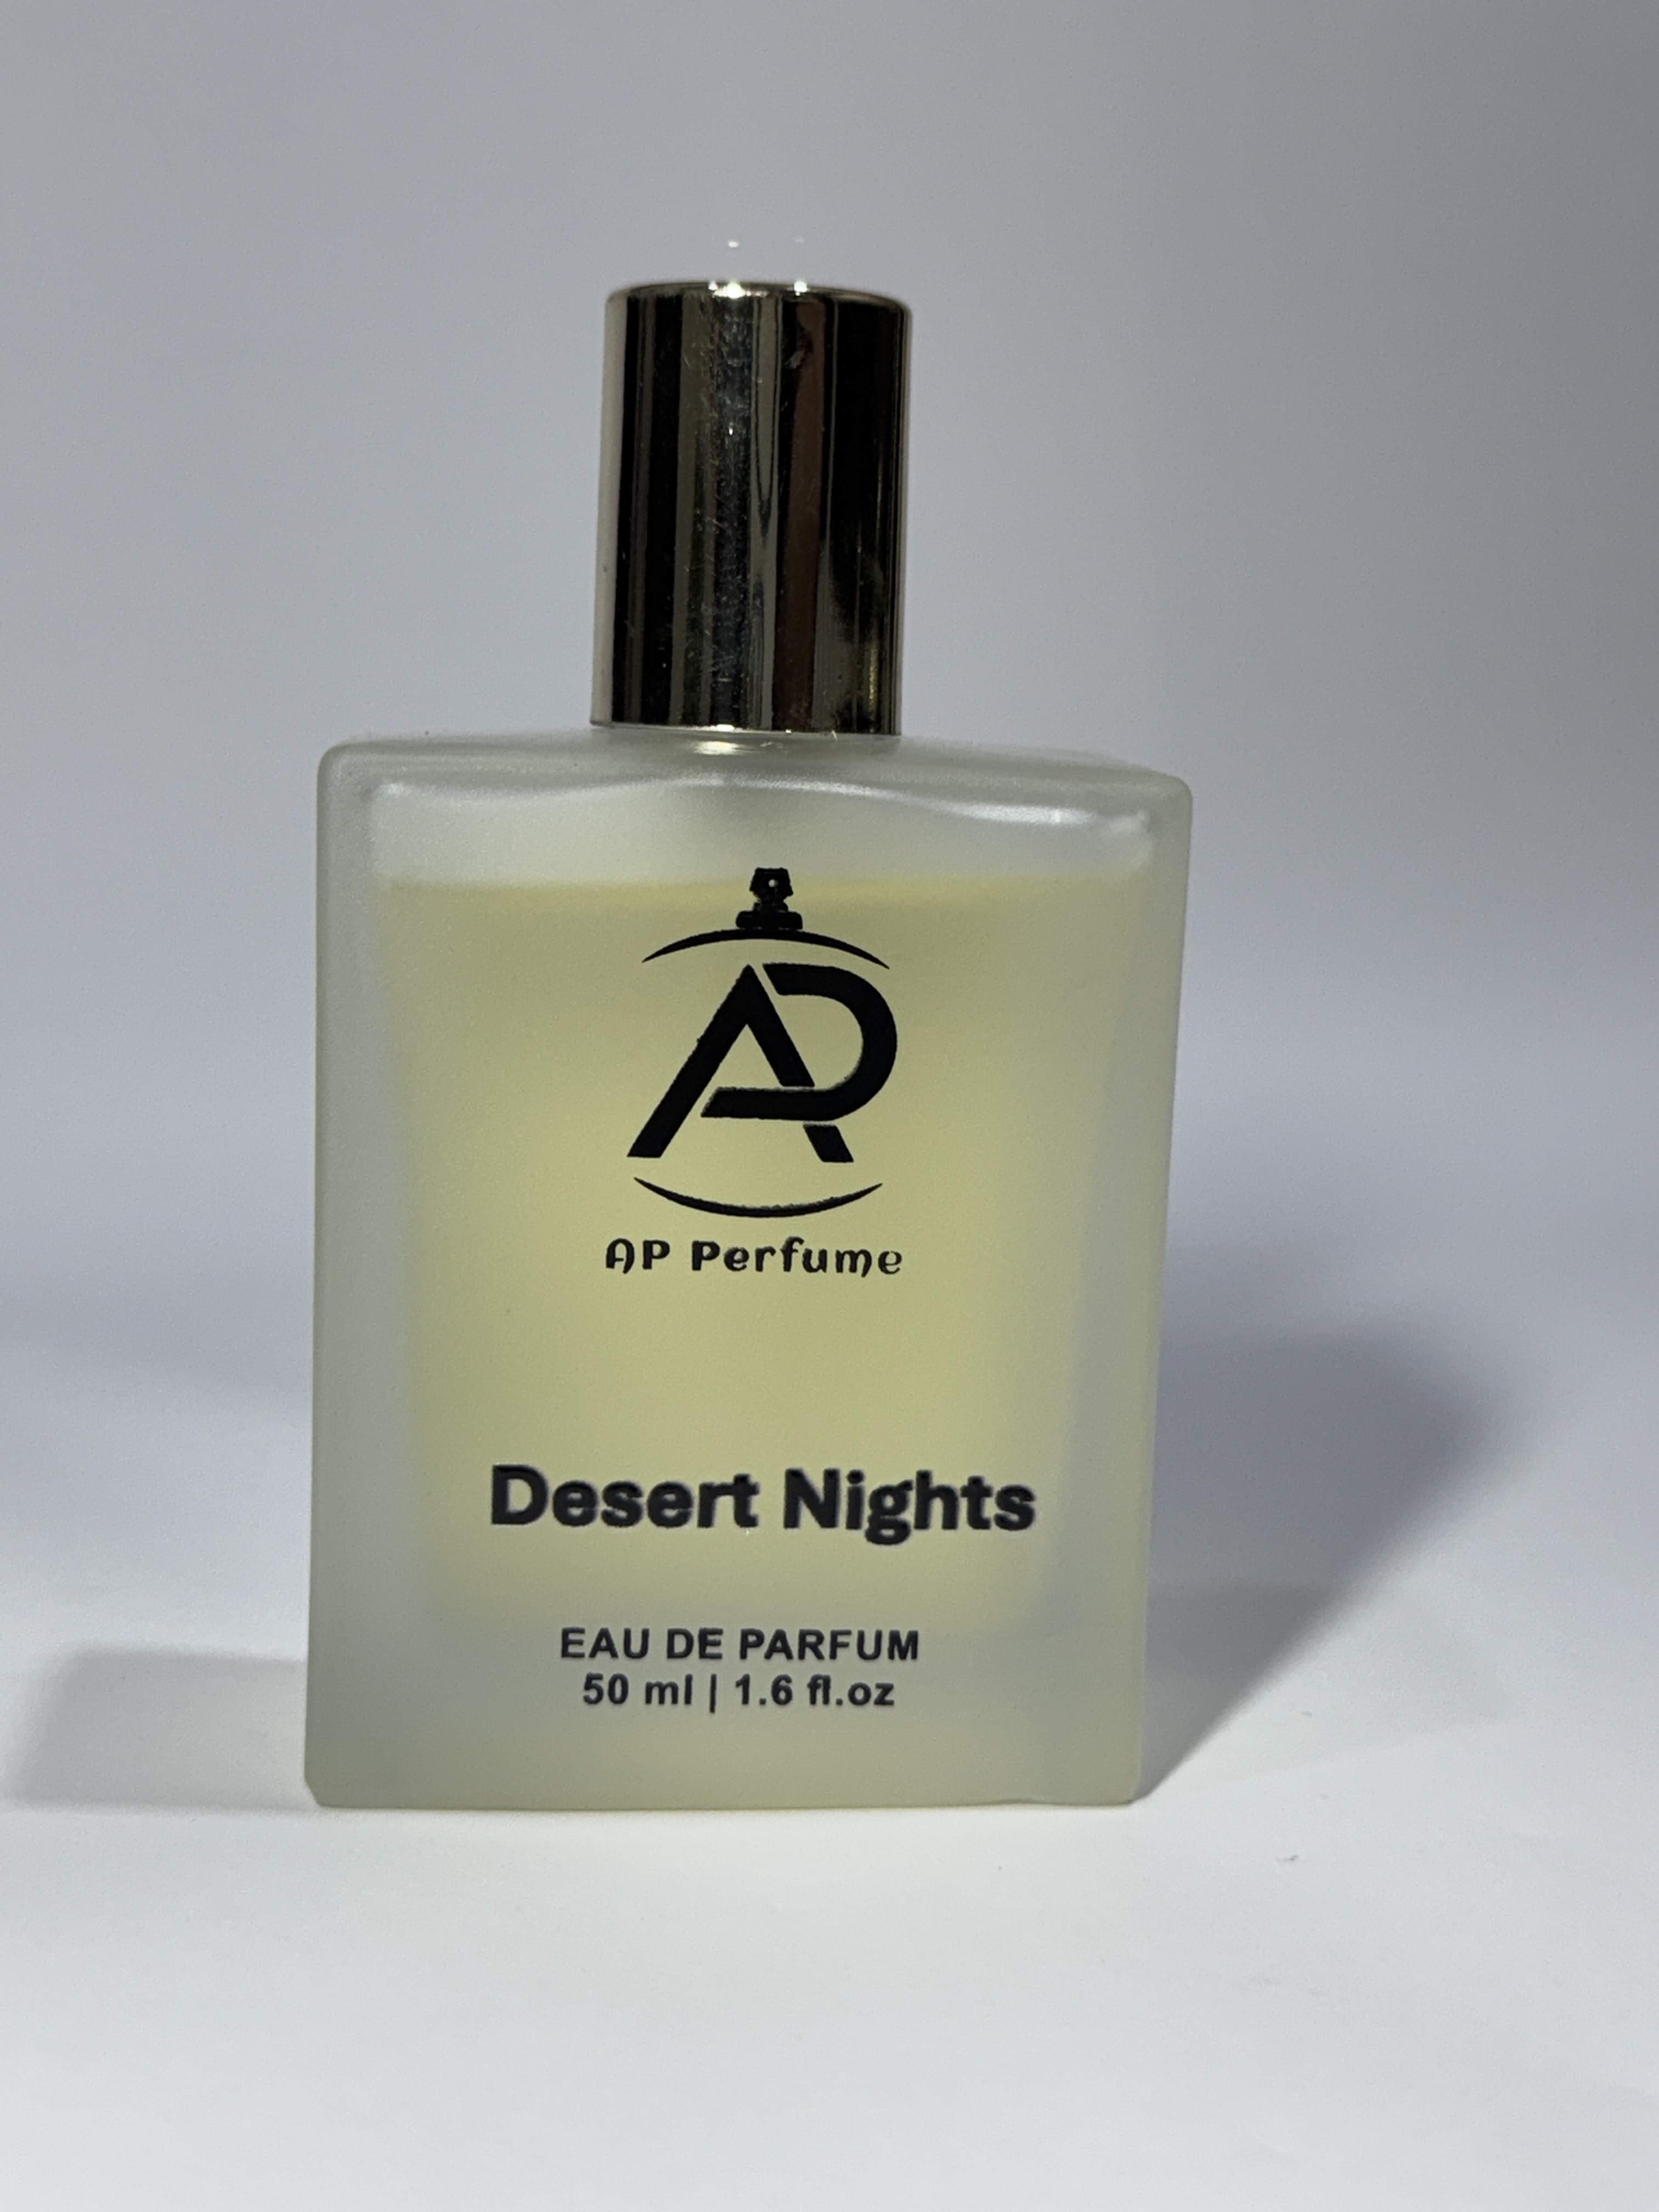 AP
AP Perfume
Desert Nights
EAU DE PARFUM
50 ml | 1.6 fl.oz